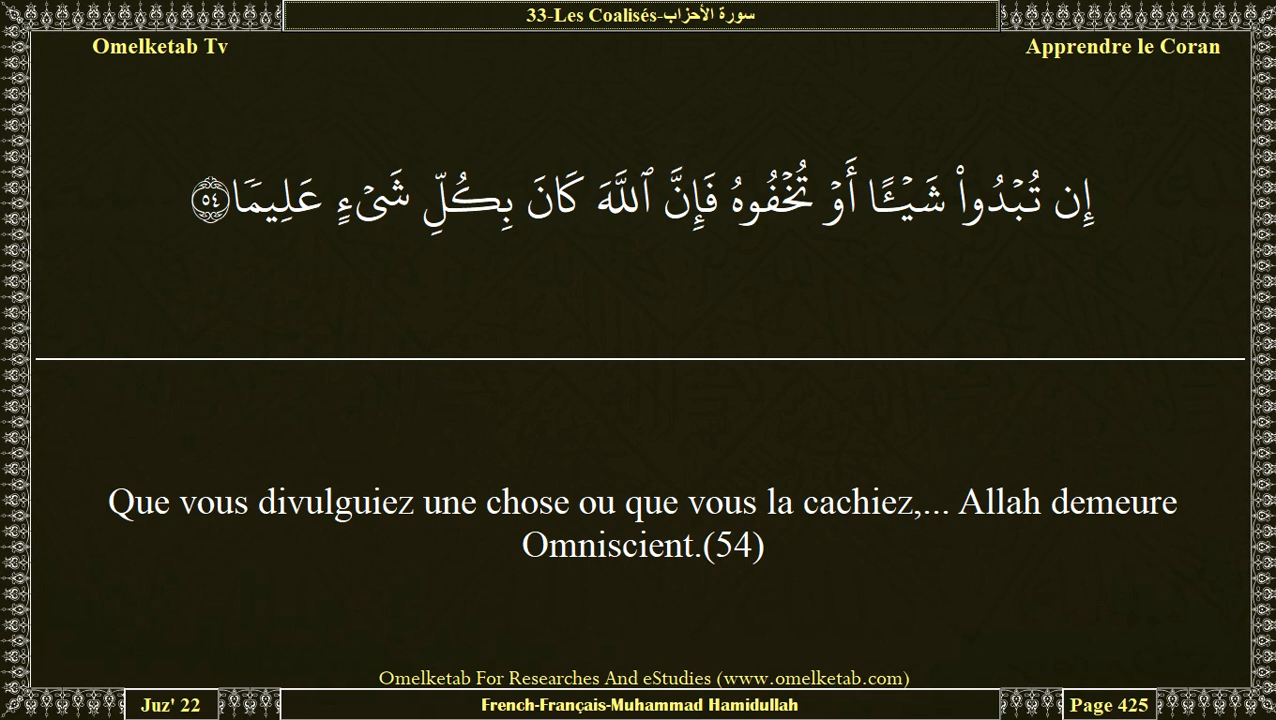 33-Les Coalisés-سورة الأحزاب
Omelketab Tv
Apprendre le Coran
إِن تُبۡدُواْ شَيۡـًٔا أَوۡ تُخۡفُوهُ فَإِنَّ ٱللَّهَ كَانَ بِكُلِّ شَيۡءٍ عَلِيمٗا ٥٤
Que vous divulguiez une chose ou que vous la cachiez,... Allah demeure
Omniscient.(54)
Omelketab For Researches And eStudies (www.omelketab.com)
Juz' 22
French-Français-Muhammad Hamidullah
Page 425